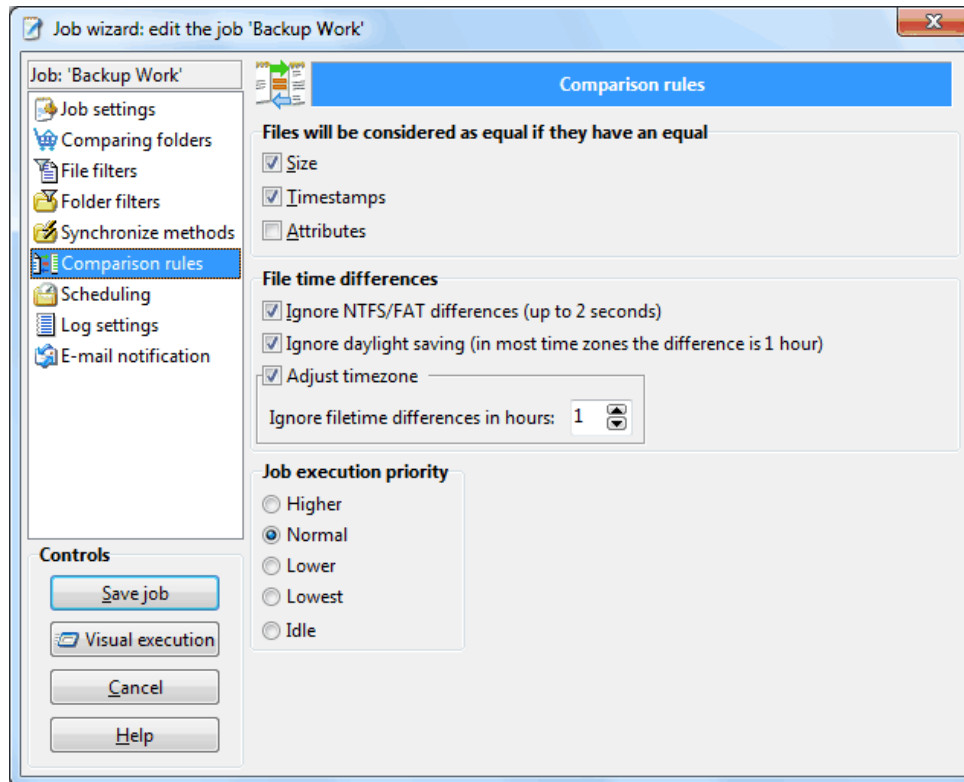 Job wizard: edit the job 'Backup Work'
Job: 'Backup Work'
Job settings
Comparing folders
File filters
Folder filters
Synchronize methods
Comparison rules
Scheduling
Log settings
E-mail notification
Controls
Save job
Visual execution
Cancel
Help
Comparison rules
Files will be considered as equal if they have an equal
Size
Timestamps
Attributes
File time differences
Ignore NTFS/FAT differences (up to 2 seconds)
Ignore daylight saving (in most time zones the difference is 1 hour)
Adjust timezone
Ignore filetime differences in hours: 1
Job execution priority
Higher
Normal
Lower
Lowest
Idle